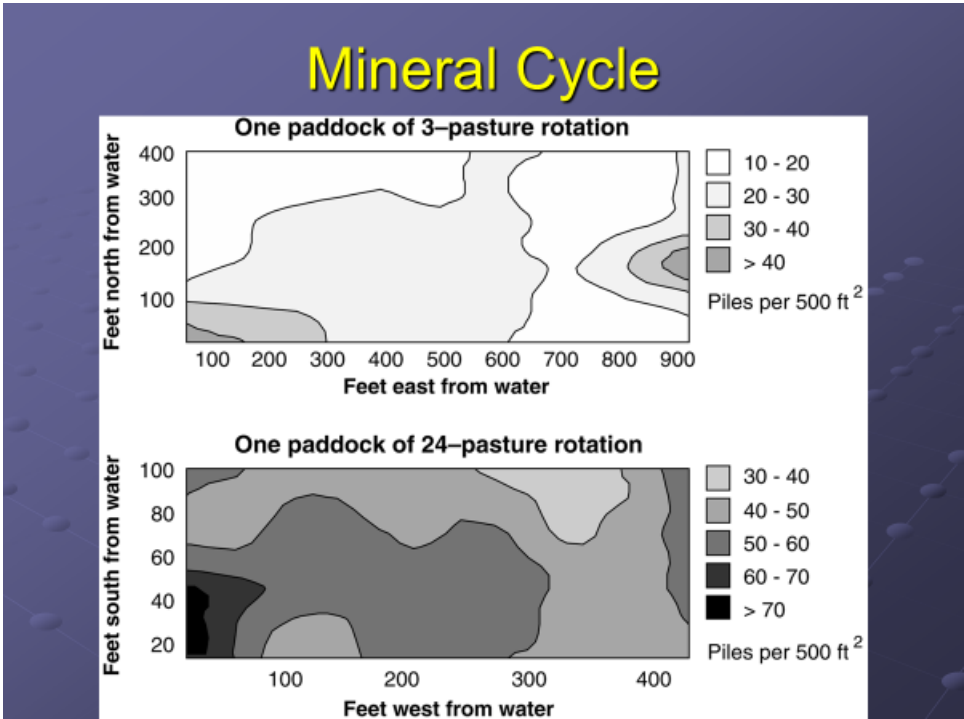 Mineral Cycle
One paddock of 3–pasture rotation
Feet north from water
400
300
200
100
100 200 300 400 500 600 700 800 900
Feet east from water
10 - 20
20 - 30
30 - 40
> 40
Piles per 500 ft 2
One paddock of 24–pasture rotation
Feet south from water
100
80
60
40
20
100 200 300 400
Feet west from water
30 - 40
40 - 50
50 - 60
60 - 70
> 70
Piles per 500 ft 2